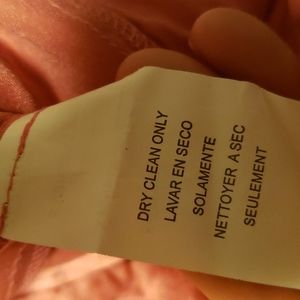 DRY CLEAN ONLY
LAVAR EN SECO
SOLAMENTE
NETTOYER A SEC
SEULEMENT